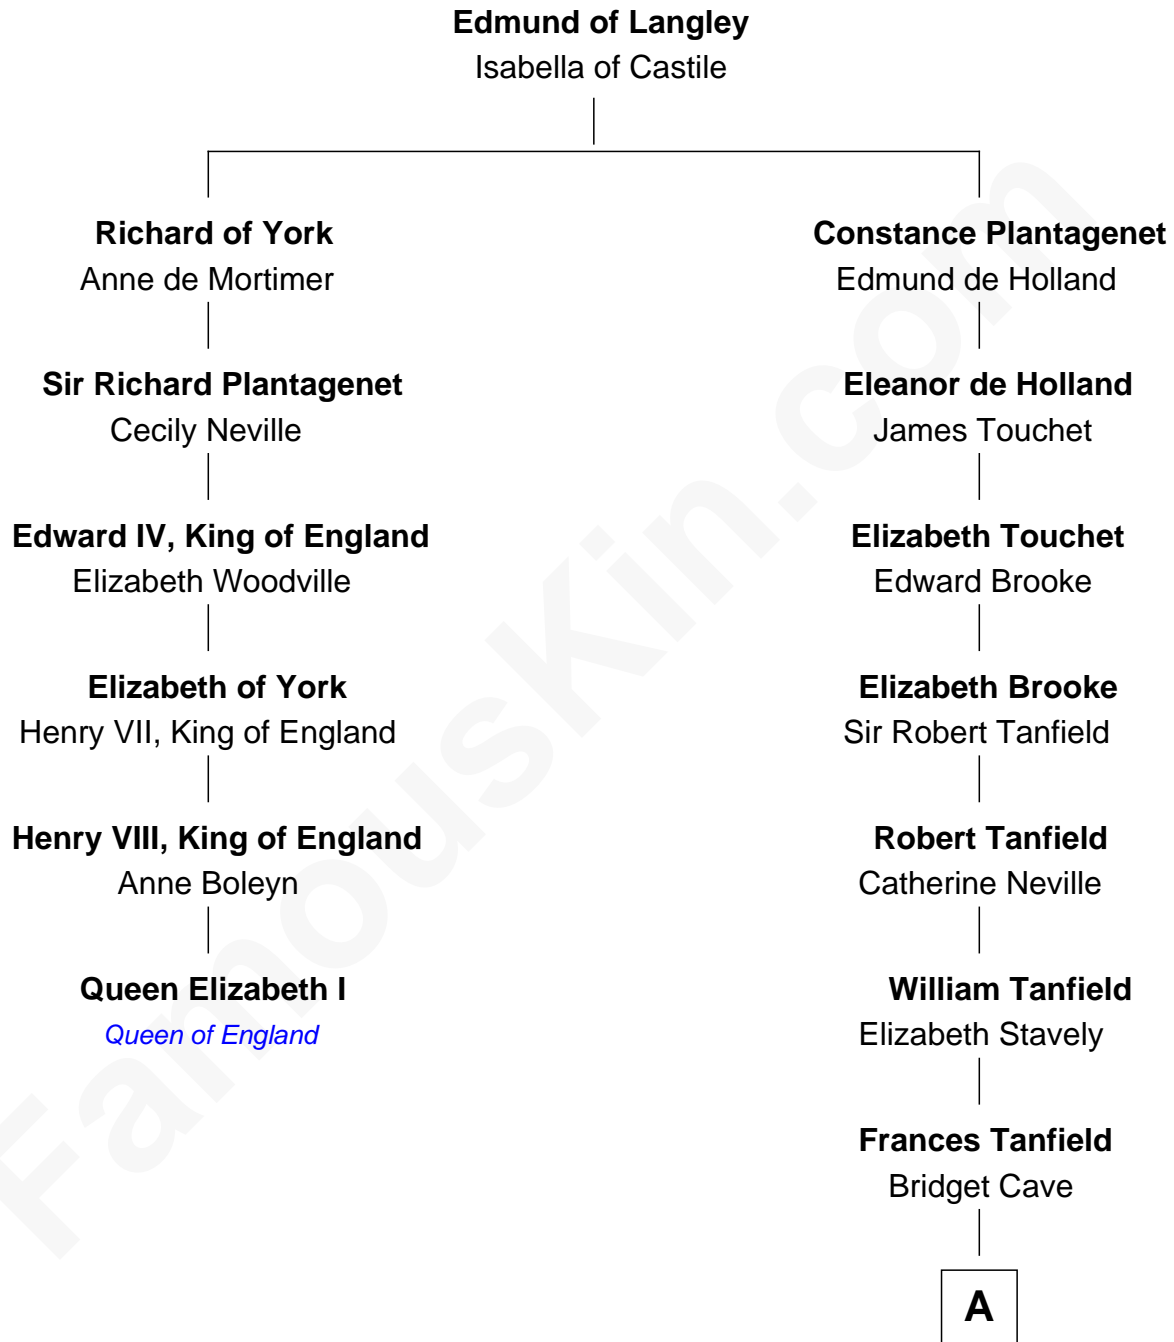 Edmund of Langley
Isabella of Castile
Richard of York
Anne de Mortimer
Sir Richard Plantagenet
Cecily Neville
Edward IV, King of England
Elizabeth Woodville
Elizabeth of York
Henry VII, King of England
Henry VIII, King of England
Anne Boleyn
Queen Elizabeth I
Queen of England
Constance Plantagenet
Edmund de Holland
Eleanor de Holland
James Touchet
Elizabeth Touchet
Edward Brooke
Elizabeth Brooke
Sir Robert Tanfield
Robert Tanfield
Catherine Neville
William Tanfield
Elizabeth Stavely
Frances Tanfield
Bridget Cave
A
FamousKin.com